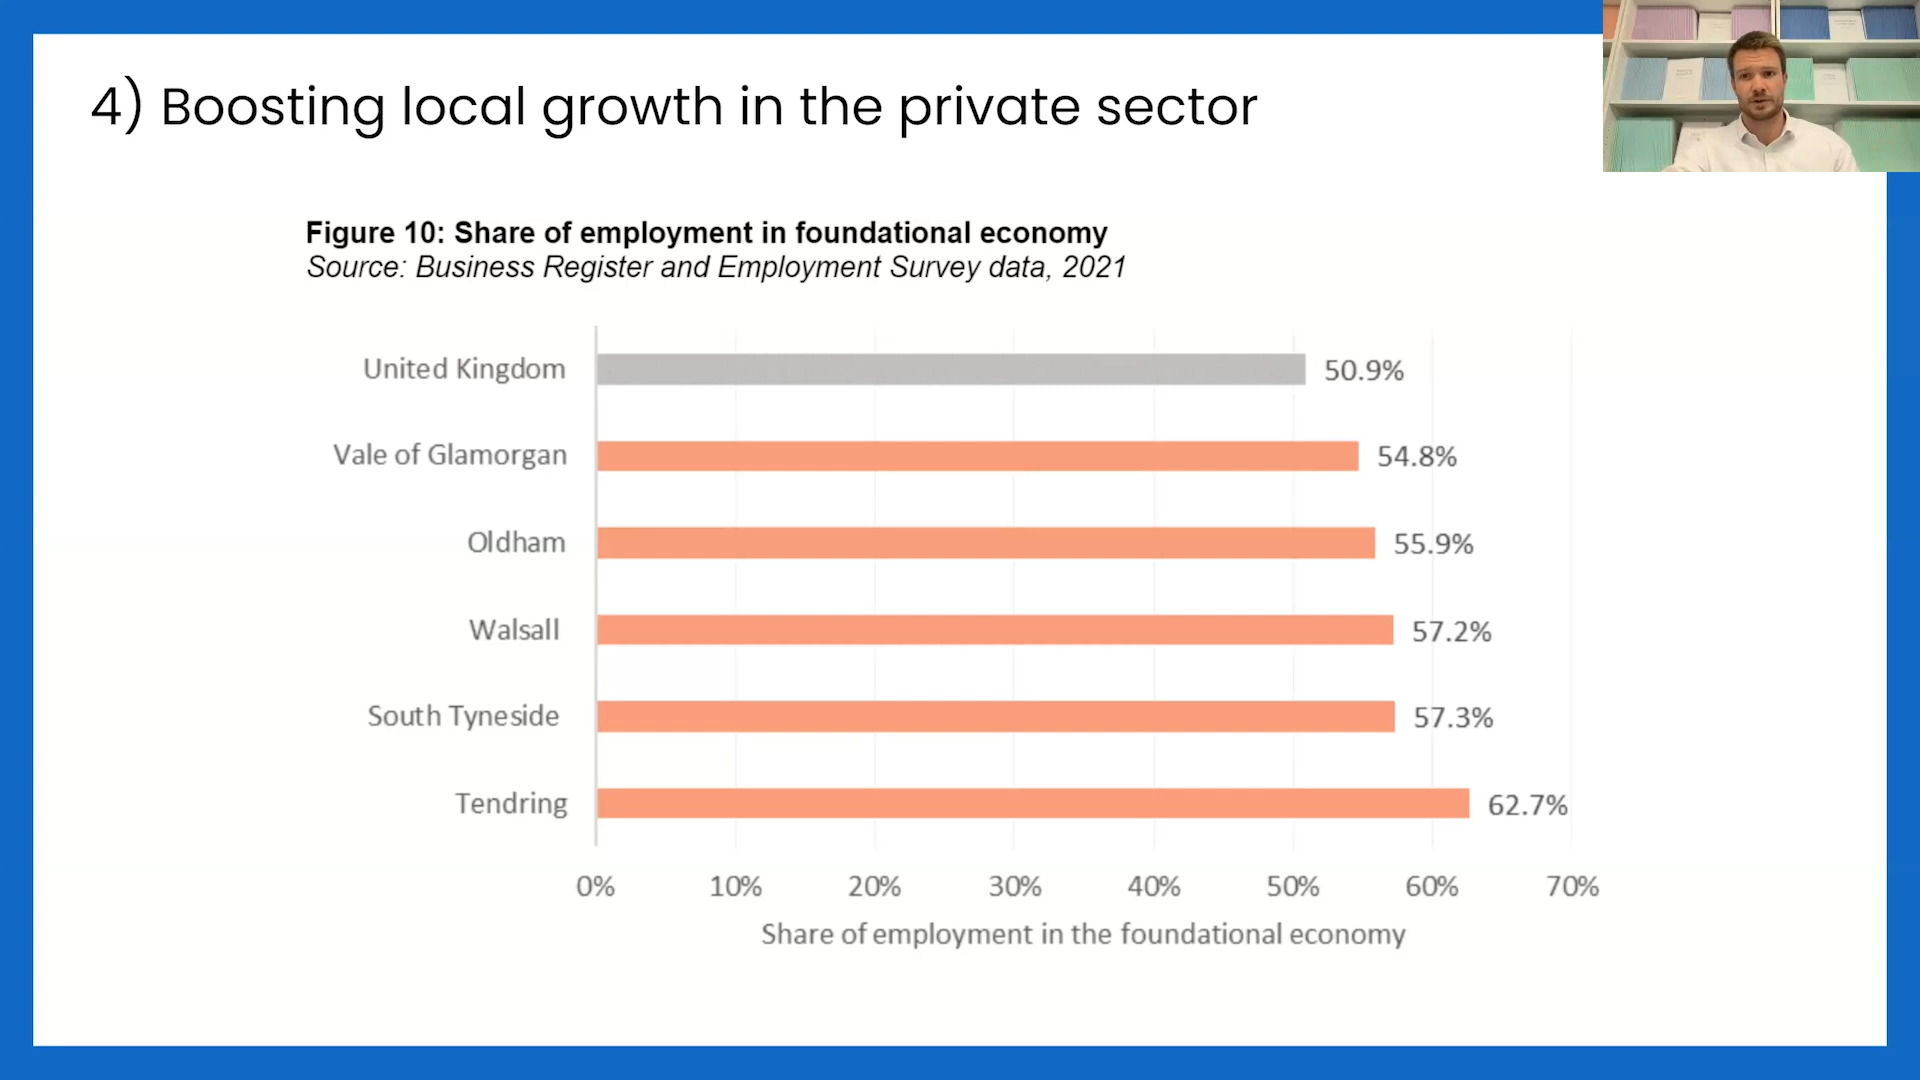 4) Boosting local growth in the private sector
Figure 10: Share of employment in foundational economy
Source: Business Register and Employment Survey data, 2021
United Kingdom 50.9%
Vale of Glamorgan 54.8%
Oldham 55.9%
Walsall 57.2%
South Tyneside 57.3%
Tendring 62.7%
0% 10% 20% 30% 40% 50% 60% 70%
Share of employment in the foundational economy